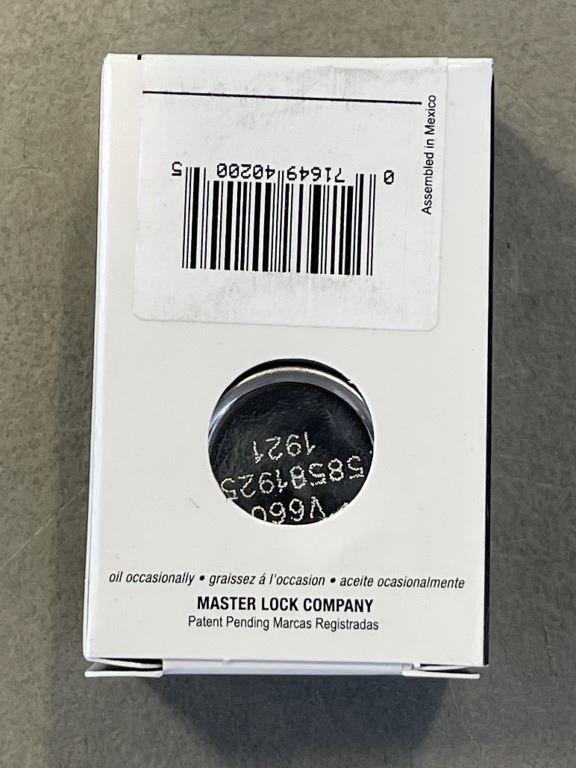 Assembled in Mexico
0 71649 40200 5
V660
58581925
1921
oil occasionally • graissez á l'occasion • aceite ocasionalmente
MASTER LOCK COMPANY
Patent Pending Marcas Registradas